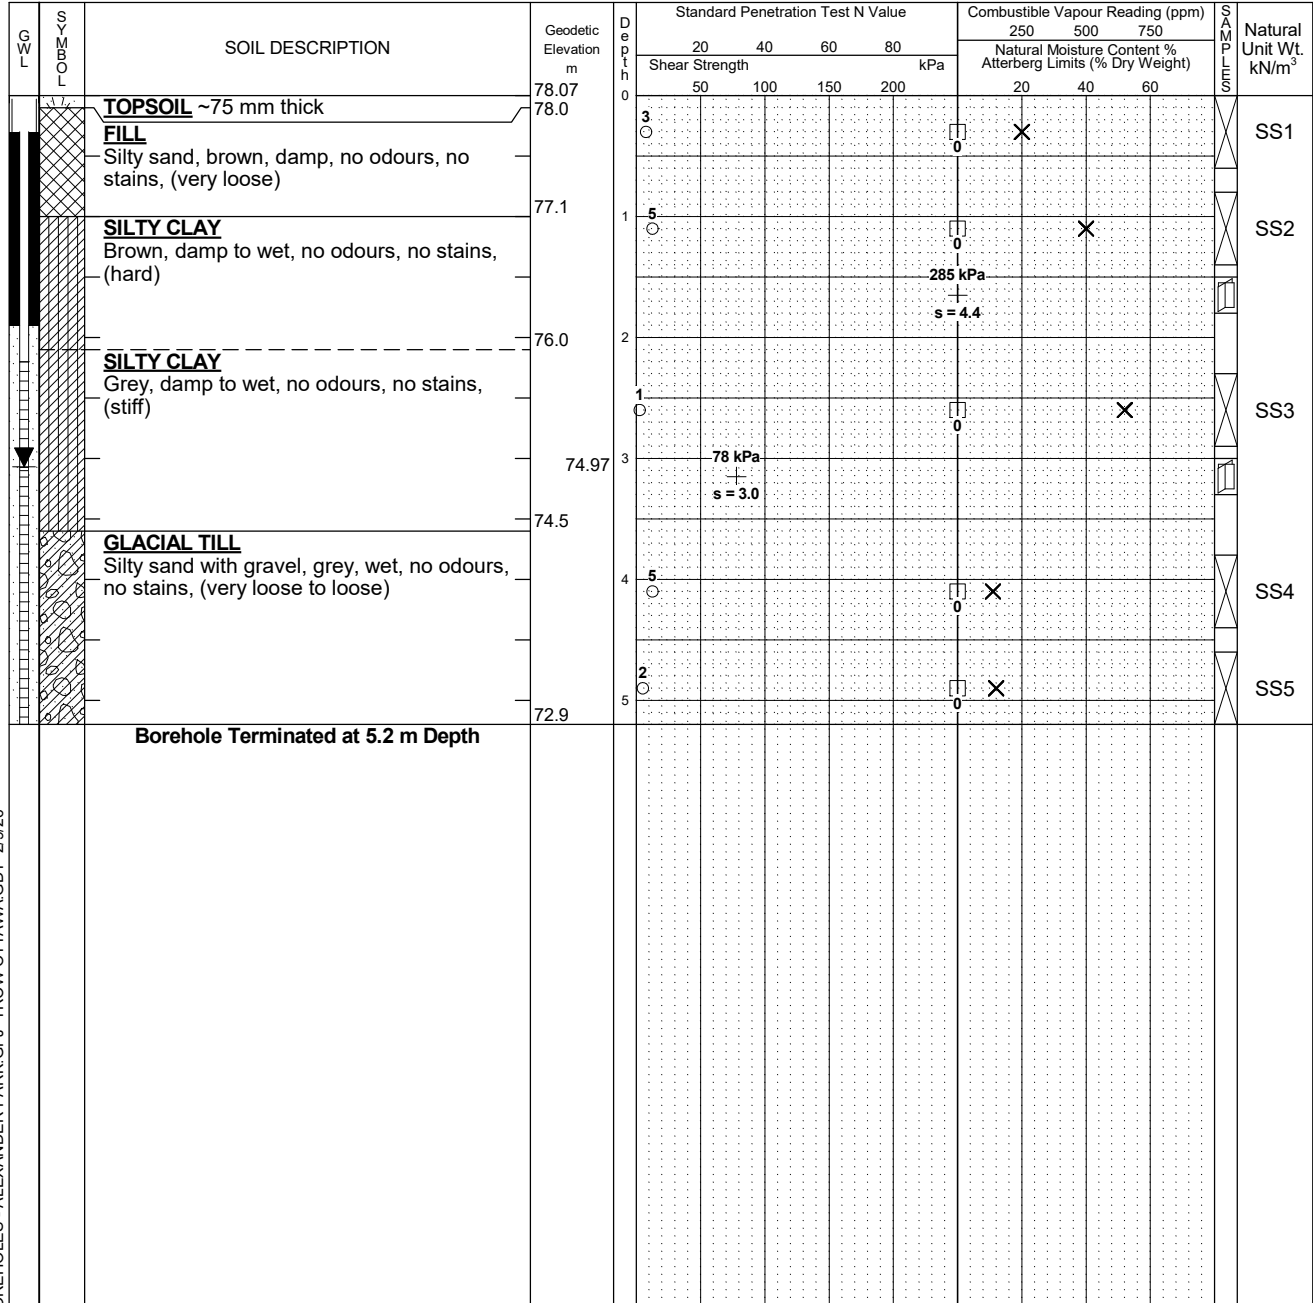 GWL
SYMBOL
SOIL DESCRIPTION
Geodetic
Elevation
m
Depth
Standard Penetration Test N Value
20 40 60 80
Shear Strength kPa
50 100 150 200
Combustible Vapour Reading (ppm)
250 500 750
Natural Moisture Content %
Atterberg Limits (% Dry Weight)
20 40 60
SAMPLES
Natural
Unit Wt.
kN/m³
78.07
0
TOPSOIL ~75 mm thick
78.0
FILL
Silty sand, brown, damp, no odours, no
stains, (very loose)
3
0
SS1
77.1
1
SILTY CLAY
Brown, damp to wet, no odours, no stains,
(hard)
5
0
SS2
285 kPa
s = 4.4
76.0
2
SILTY CLAY
Grey, damp to wet, no odours, no stains,
(stiff)
1
0
SS3
74.97
3
78 kPa
s = 3.0
74.5
GLACIAL TILL
Silty sand with gravel, grey, wet, no odours,
no stains, (very loose to loose)
4
5
0
SS4
2
0
SS5
5
72.9
Borehole Terminated at 5.2 m Depth